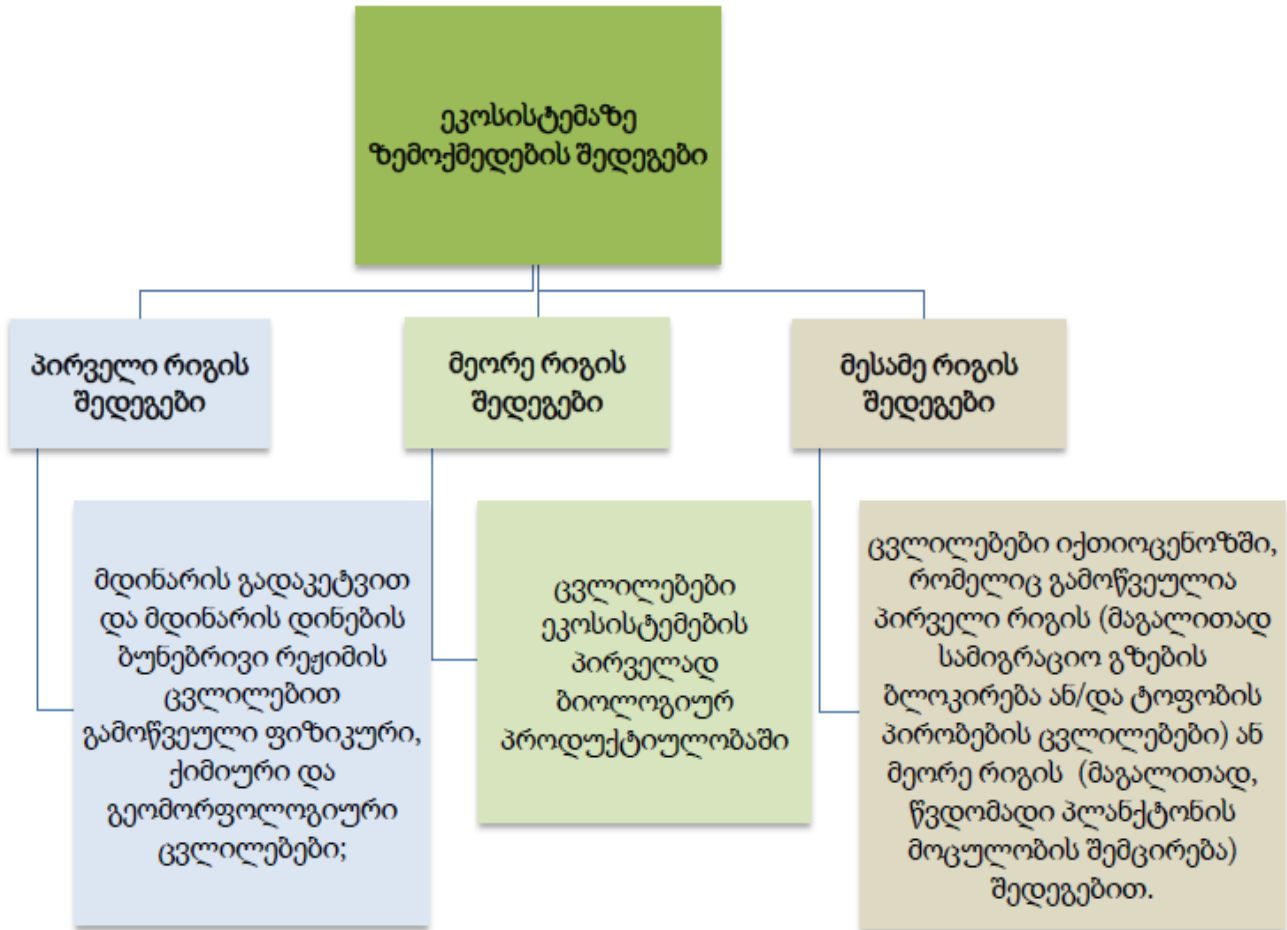 ეკოსისტემაზე
ზემოქმედების შედეგები
პირველი რიგის
შედეგები
მდინარის გადაკეტვით
და მდინარის დინების
ბუნებრივი რეჟიმის
ცვლილებით
გამოწვეული ფიზიკური,
ქიმიური და
გეომორფოლოგიური
ცვლილებები;
მეორე რიგის
შედეგები
ცვლილებები
ეკოსისტემების
პირველად
ბიოლოგიურ
პროდუქტიულობაში
მესამე რიგის
შედეგები
ცვლილებები იქთიოცენოზში,
რომელიც გამოწვეულია
პირველი რიგის (მაგალითად
სამიგრაციო გზების
ბლოკირება ან/და ტოფობის
პირობების ცვლილებები) ან
მეორე რიგის (მაგალითად,
წვდომადი პლანქტონის
მოცულობის შემცირება)
შედეგებით.